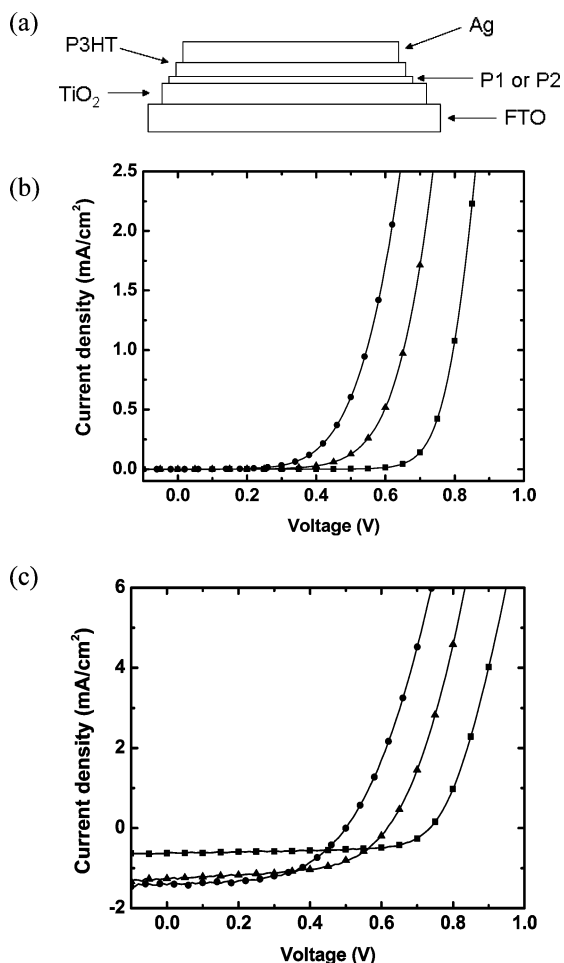 (a)
P3HT
Ag
TiO2
P1 or P2
FTO
(b)
2.5
2.0
1.5
1.0
0.5
0.0
Current density (mA/cm²)
0.0 0.2 0.4 0.6 0.8 1.0
Voltage (V)
(c)
6
4
2
0
-2
Current density (mA/cm²)
0.0 0.2 0.4 0.6 0.8 1.0
Voltage (V)